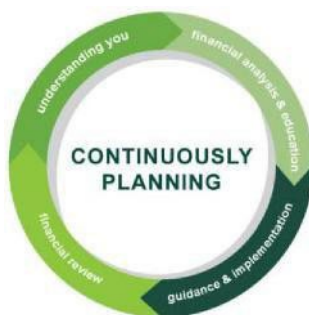 understanding you
financial analysis & education
CONTINUOUSLY
PLANNING
guidance & implementation
financial review